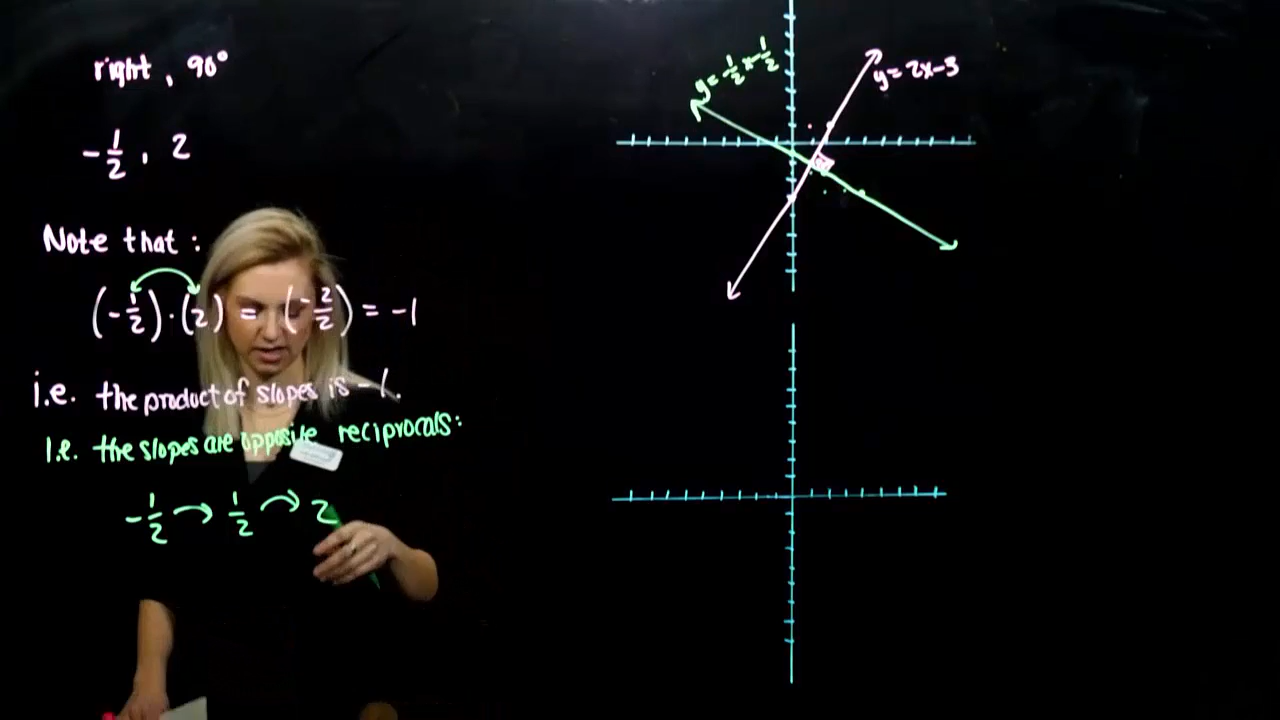 right, 90°
-1/2, 2
Note that:
(-1/2)·(2) = (-2/2) = -1
i.e. the product of slopes is -1.
I.e. the slopes are opposite reciprocals:
-1/2 → 1/2 → 2
y=-1/2x-1/2
y=2x-3